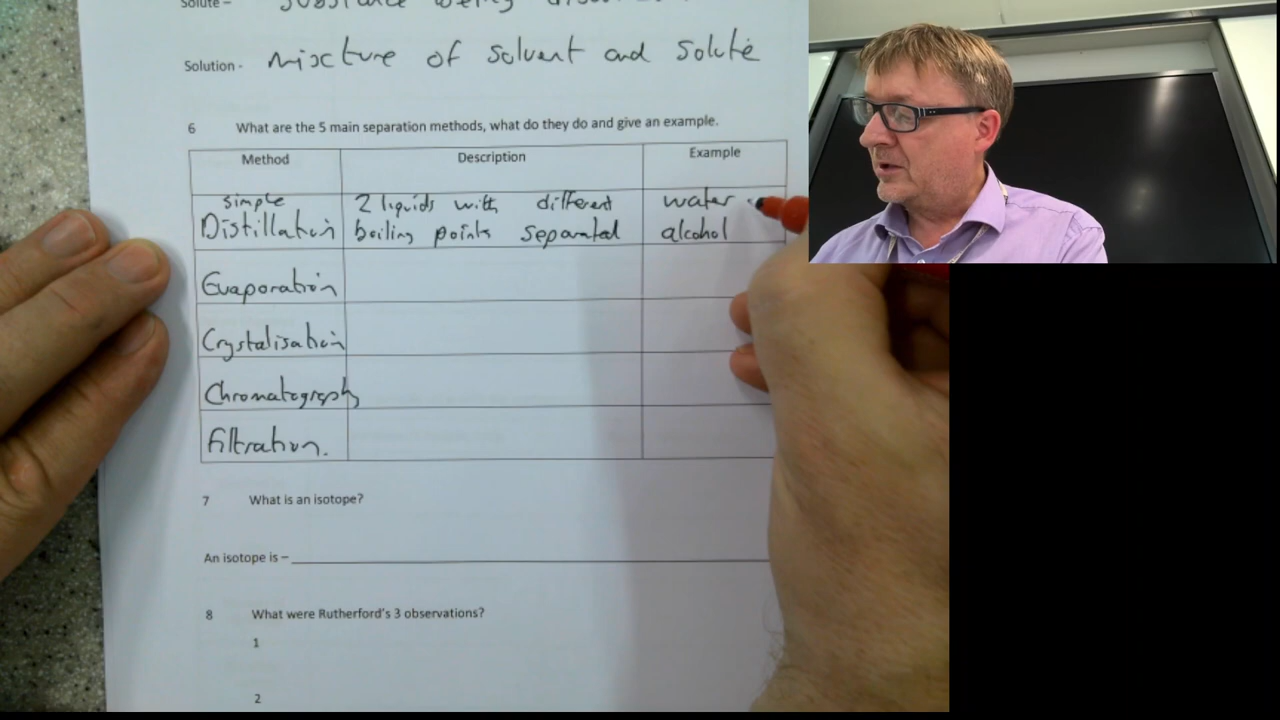 Solute –
Solution - mixture of solvent and solute
6 What are the 5 main separation methods, what do they do and give an example.
Method Description Example
simple 2 liquids with different water
Distillation boiling points separated alcohol
Evaporation
Crystalisation
Chromatography
Filtration.
7 What is an isotope?
An isotope is –
8 What were Rutherford's 3 observations?
1
2